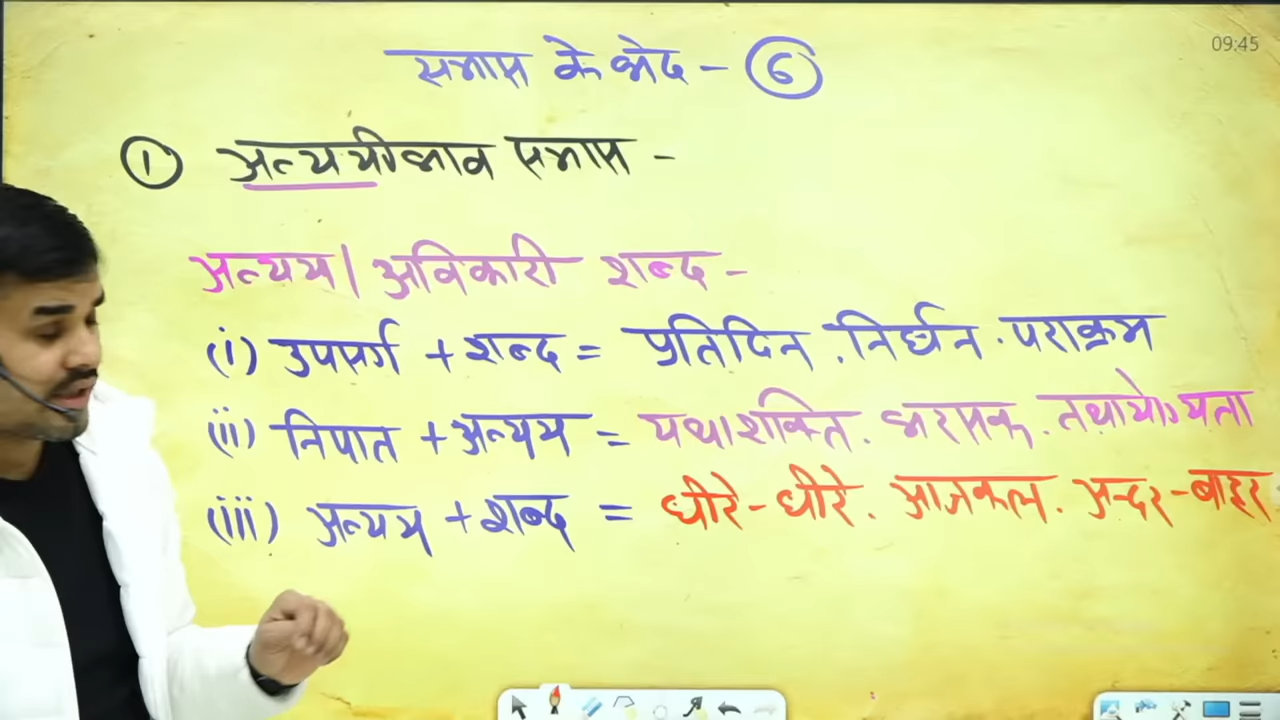 09:45
समास के भेद - 6
1 अव्ययीभाव समास -
अव्यय | अविकारी शब्द -
(i) उपसर्ग + शब्द = प्रतिदिन . निर्धन . पराक्रम
(ii) निपात + अव्यय = यथाशक्ति . भरसक . तथायोग्यता
(iii) अव्यय + शब्द = धीरे-धीरे . आजकल . अन्दर-बाहर